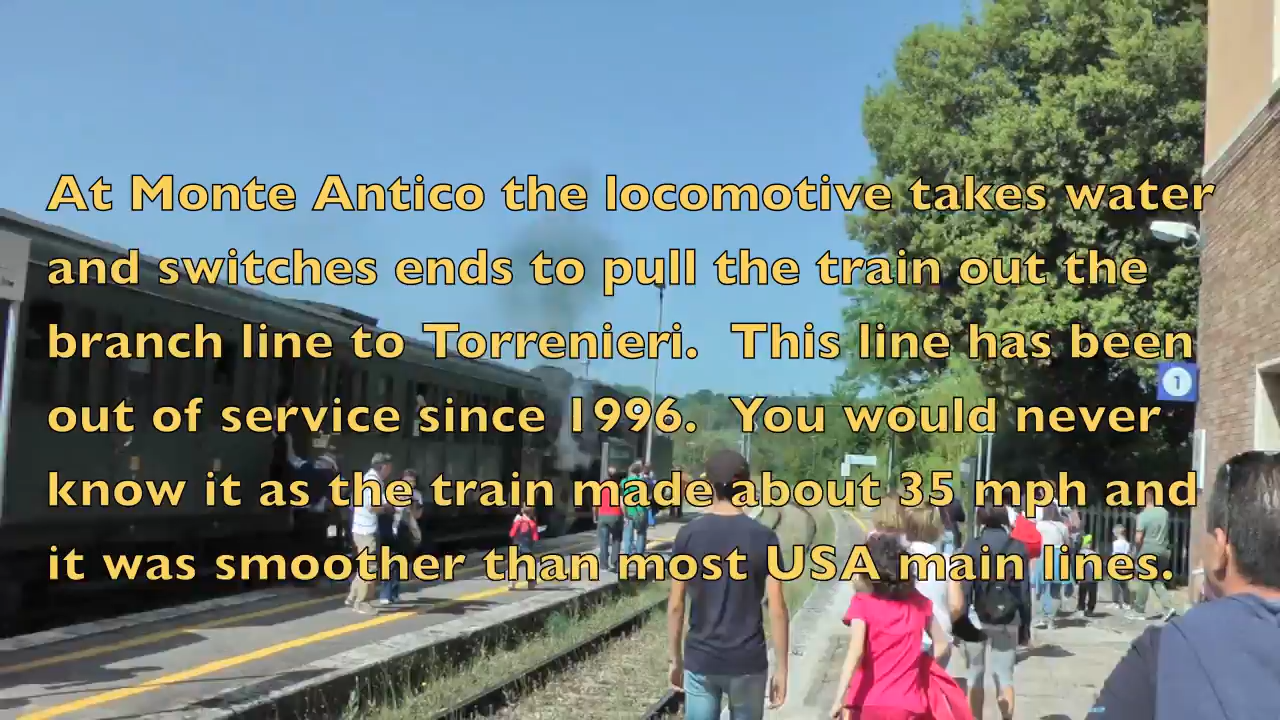 At Monte Antico the locomotive takes water
and switches ends to pull the train out the
branch line to Torrenieri.  This line has been
out of service since 1996.  You would never
know it as the train made about 35 mph and
it was smoother than most USA main lines.
1